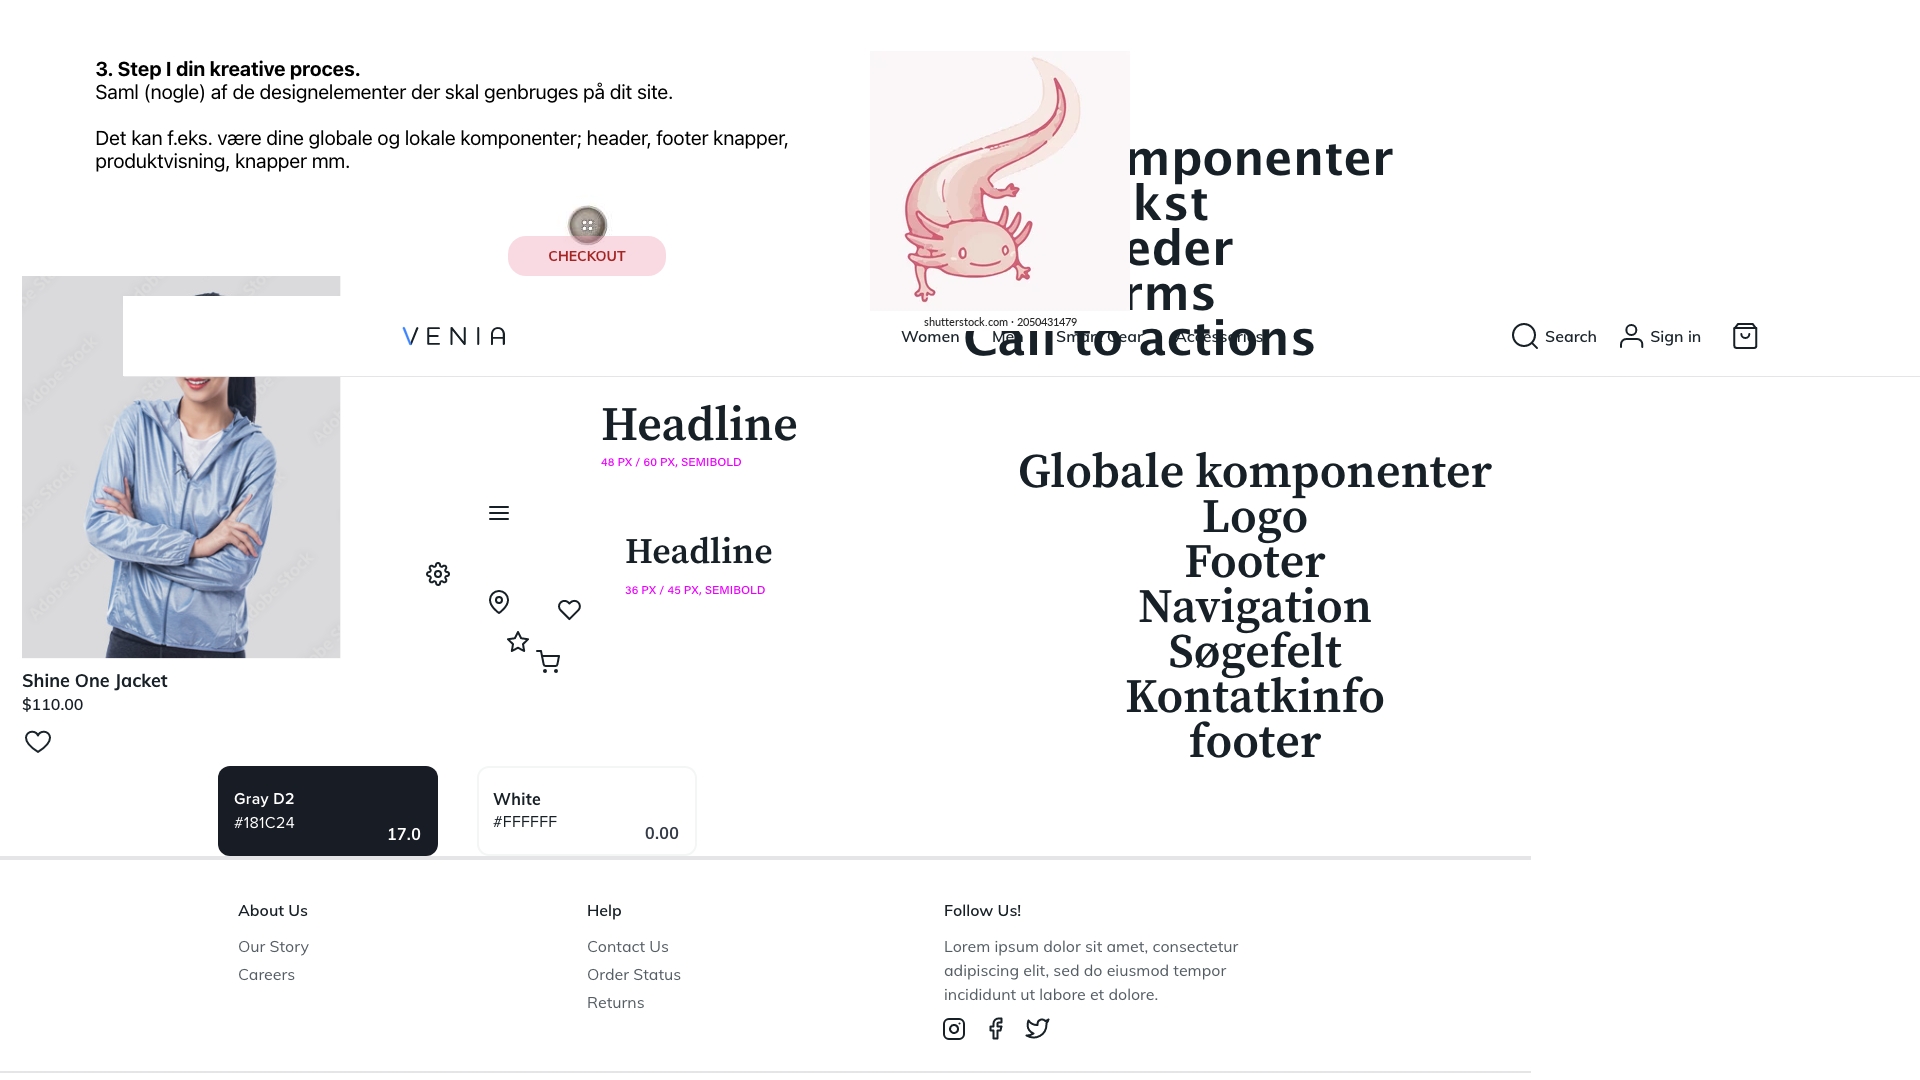 3. Step I din kreative proces.
Saml (nogle) af de designelementer der skal genbruges på dit site.
Det kan f.eks. være dine globale og lokale komponenter; header, footer knapper,
produktvisning, knapper mm.
CHECKOUT
mponenter
kst
eder
rms
shutterstock.com · 2050431479
Call to actions
VENIA
Women
Men
Smart Gear
Accessories
Search
Sign in
Headline
48 PX / 60 PX, SEMIBOLD
Headline
36 PX / 45 PX, SEMIBOLD
Globale komponenter
Logo
Footer
Navigation
Søgefelt
Kontatkinfo
footer
Adobe Stock
Shine One Jacket
$110.00
Gray D2
#181C24
17.0
White
#FFFFFF
0.00
About Us
Our Story
Careers
Help
Contact Us
Order Status
Returns
Follow Us!
Lorem ipsum dolor sit amet, consectetur
adipiscing elit, sed do eiusmod tempor
incididunt ut labore et dolore.